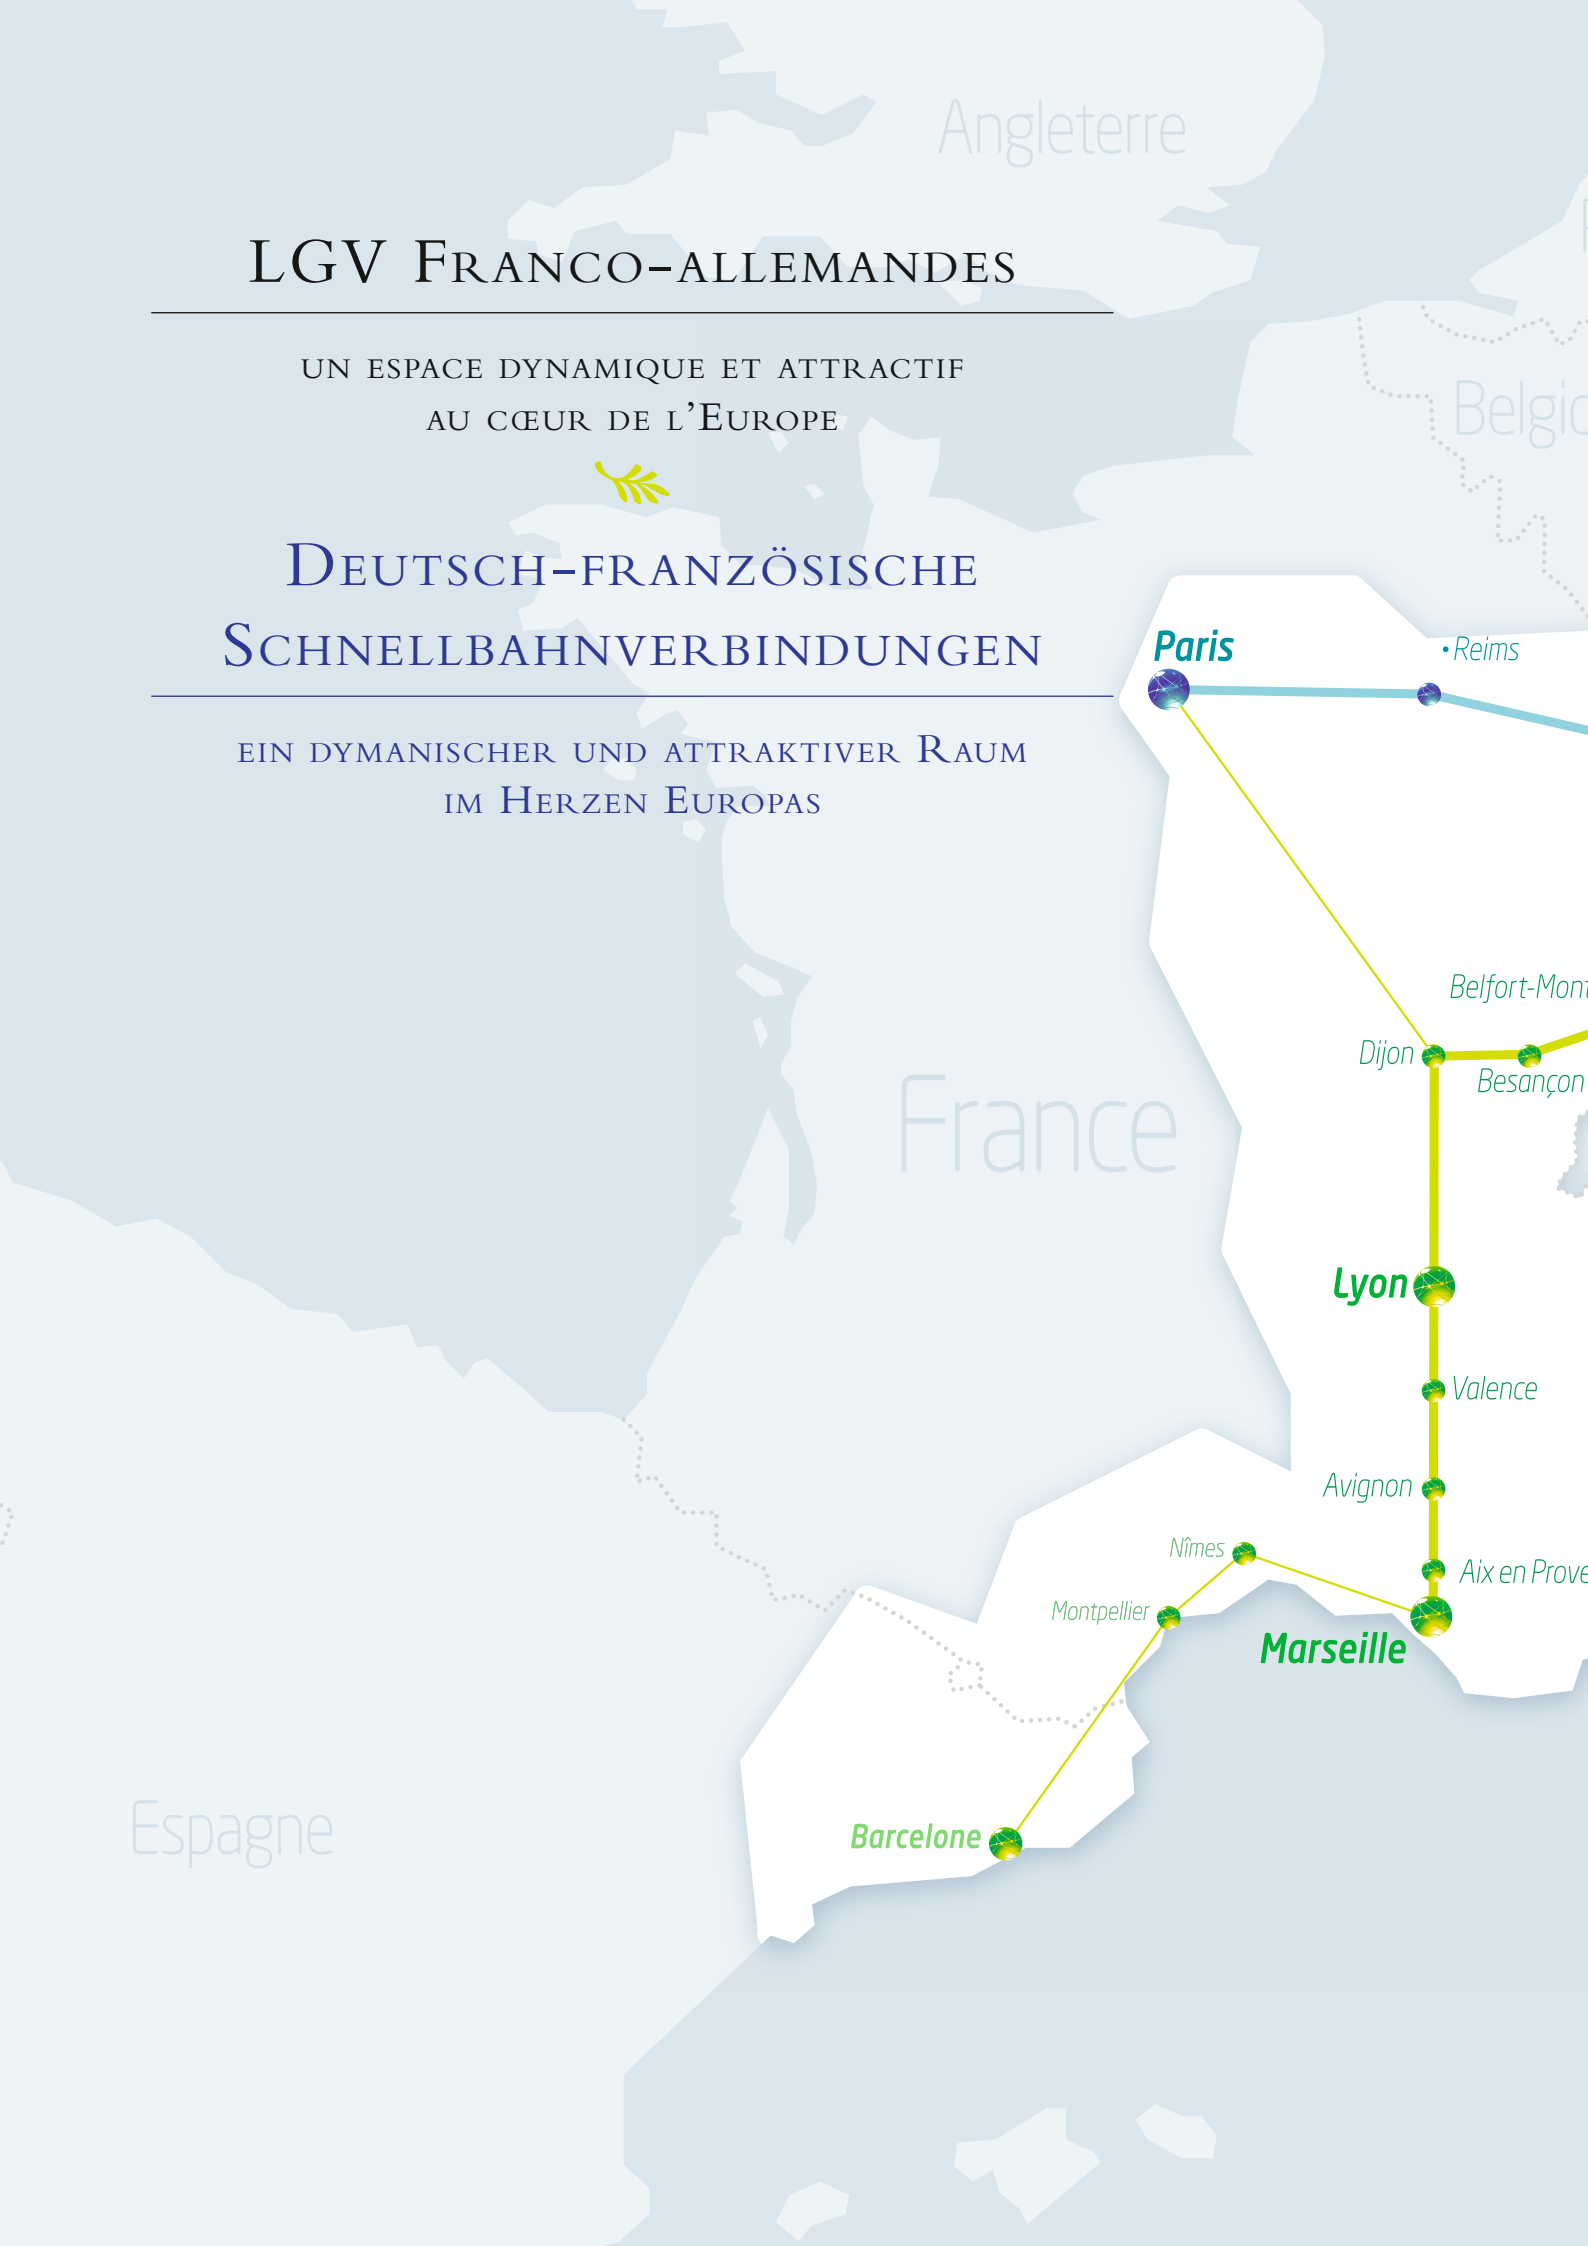 Angleterre
LGV Franco-allemandes
un espace dynamique et attractif
au cœur de l'Europe
Deutsch-französische
Schnellbahnverbindungen
ein dymanischer und attraktiver Raum
im Herzen Europas
Belgic
Paris
• Reims
Belfort-Mont
Dijon
Besançon
France
Lyon
Valence
Avignon
Nîmes
Aix en Prove
Montpellier
Marseille
Espagne
Barcelone